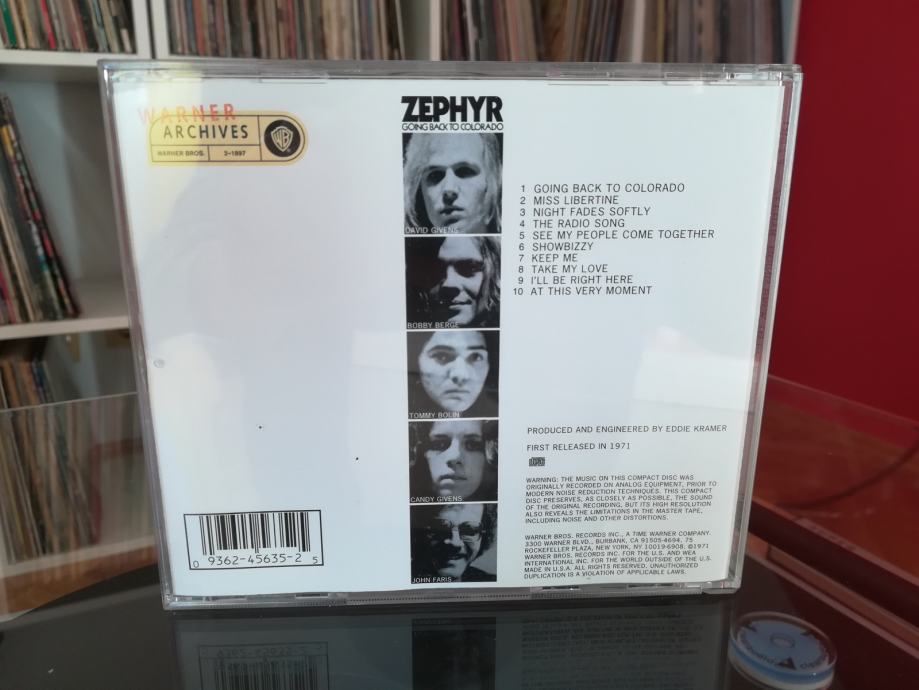 WARNER
ARCHIVES
WARNER BROS. 2-1897
WB
ZEPHYR
GOING BACK TO COLORADO
DAVID GIVENS
BOBBY BERGE
TOMMY BOLIN
CANDY GIVENS
JOHN FARIS
1 GOING BACK TO COLORADO
2 MISS LIBERTINE
3 NIGHT FADES SOFTLY
4 THE RADIO SONG
5 SEE MY PEOPLE COME TOGETHER
6 SHOWBIZZY
7 KEEP ME
8 TAKE MY LOVE
9 I'LL BE RIGHT HERE
10 AT THIS VERY MOMENT
PRODUCED AND ENGINEERED BY EDDIE KRAMER
FIRST RELEASED IN 1971
WARNING: THE MUSIC ON THIS COMPACT DISC WAS
ORIGINALLY RECORDED ON ANALOG EQUIPMENT, PRIOR TO
MODERN NOISE REDUCTION TECHNIQUES. THIS COMPACT
DISC PRESERVES, AS CLOSELY AS POSSIBLE, THE SOUND
OF THE ORIGINAL RECORDING, BUT ITS HIGH RESOLUTION
ALSO REVEALS THE LIMITATIONS IN THE MASTER TAPE,
INCLUDING NOISE AND OTHER DISTORTIONS.
WARNER BROS. RECORDS INC., A TIME WARNER COMPANY.
3300 WARNER BLVD., BURBANK, CA 91505-4694. 75
ROCKEFELLER PLAZA, NEW YORK, NY 10019-6908. ©1971
WARNER BROS. RECORDS INC. FOR THE U.S. AND WEA
INTERNATIONAL INC. FOR THE WORLD OUTSIDE OF THE U.S.
MADE IN U.S.A. ALL RIGHTS RESERVED. UNAUTHORIZED
DUPLICATION IS A VIOLATION OF APPLICABLE LAWS.
0 9362-45635-2 5